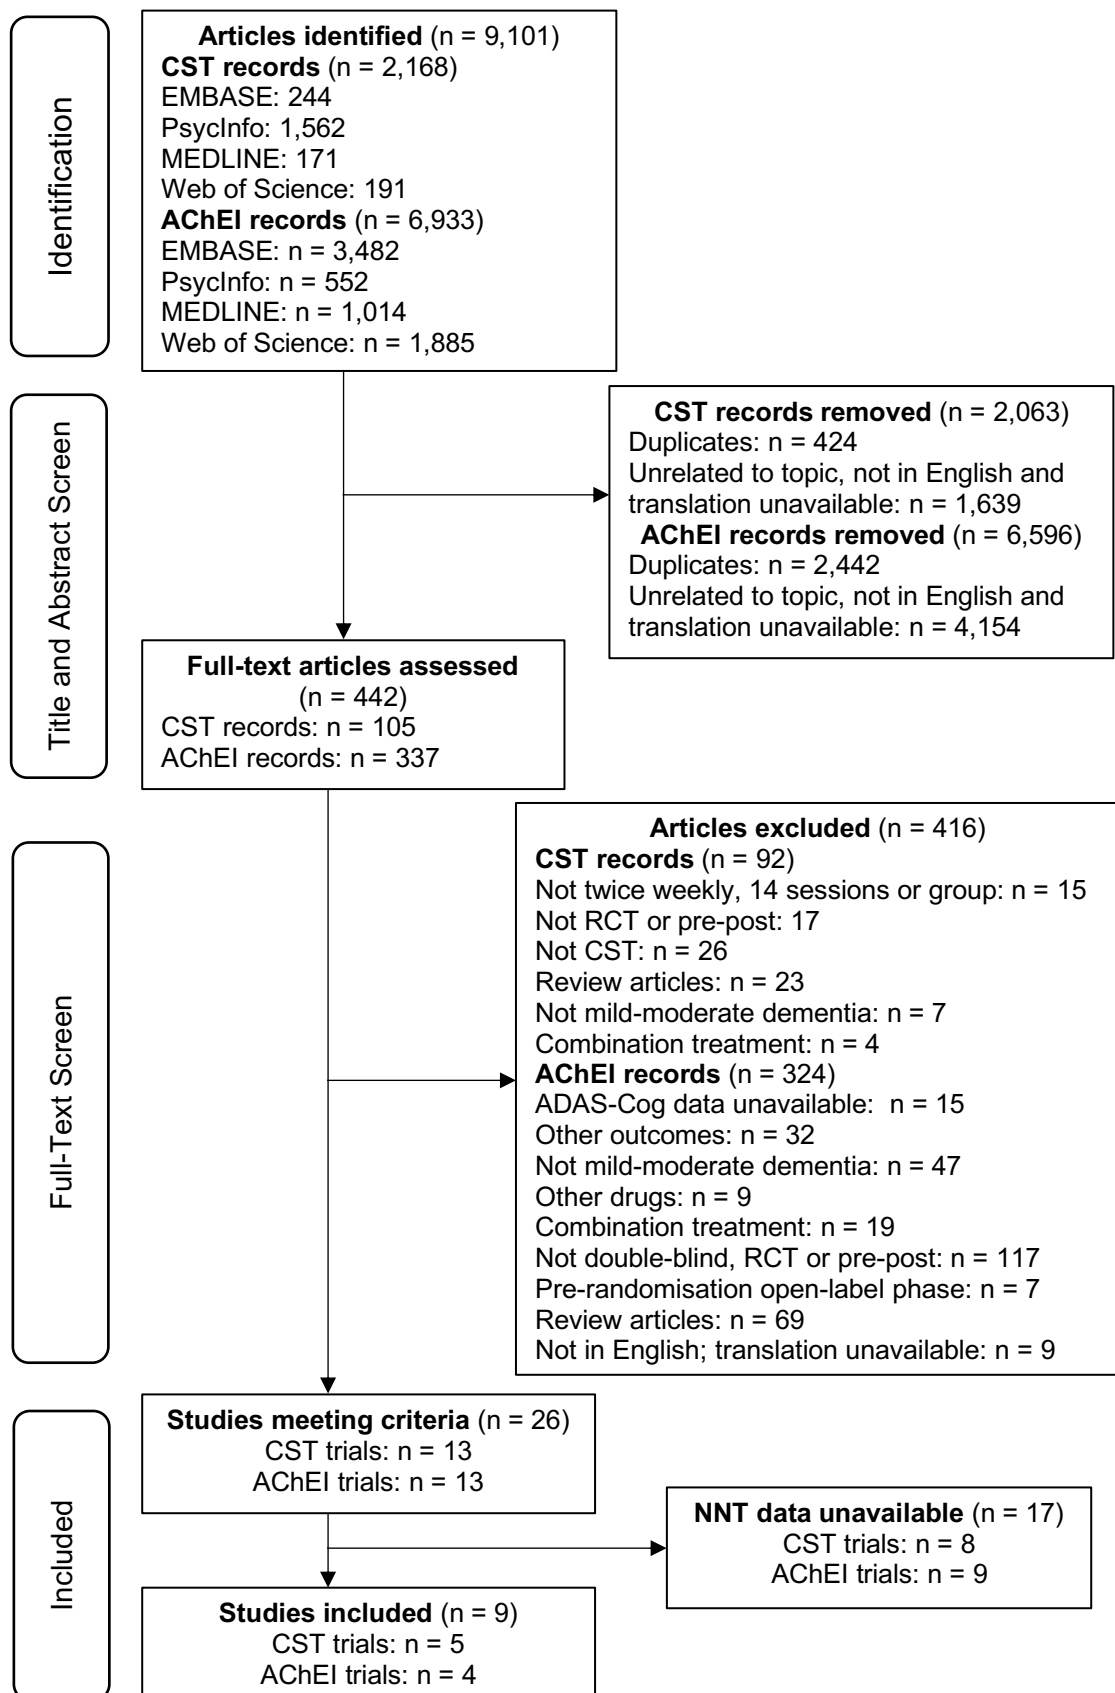 Identification
Articles identified (n = 9,101)
CST records (n = 2,168)
EMBASE: 244
PsycInfo: 1,562
MEDLINE: 171
Web of Science: 191
AChEI records (n = 6,933)
EMBASE: n = 3,482
PsycInfo: n = 552
MEDLINE: n = 1,014
Web of Science: n = 1,885
Title and Abstract Screen
CST records removed (n = 2,063)
Duplicates: n = 424
Unrelated to topic, not in English and
translation unavailable: n = 1,639
AChEI records removed (n = 6,596)
Duplicates: n = 2,442
Unrelated to topic, not in English and
translation unavailable: n = 4,154
Full-text articles assessed
(n = 442)
CST records: n = 105
AChEI records: n = 337
Full-Text Screen
Articles excluded (n = 416)
CST records (n = 92)
Not twice weekly, 14 sessions or group: n = 15
Not RCT or pre-post: 17
Not CST: n = 26
Review articles: n = 23
Not mild-moderate dementia: n = 7
Combination treatment: n = 4
AChEI records (n = 324)
ADAS-Cog data unavailable: n = 15
Other outcomes: n = 32
Not mild-moderate dementia: n = 47
Other drugs: n = 9
Combination treatment: n = 19
Not double-blind, RCT or pre-post: n = 117
Pre-randomisation open-label phase: n = 7
Review articles: n = 69
Not in English; translation unavailable: n = 9
Included
Studies meeting criteria (n = 26)
CST trials: n = 13
AChEI trials: n = 13
NNT data unavailable (n = 17)
CST trials: n = 8
AChEI trials: n = 9
Studies included (n = 9)
CST trials: n = 5
AChEI trials: n = 4